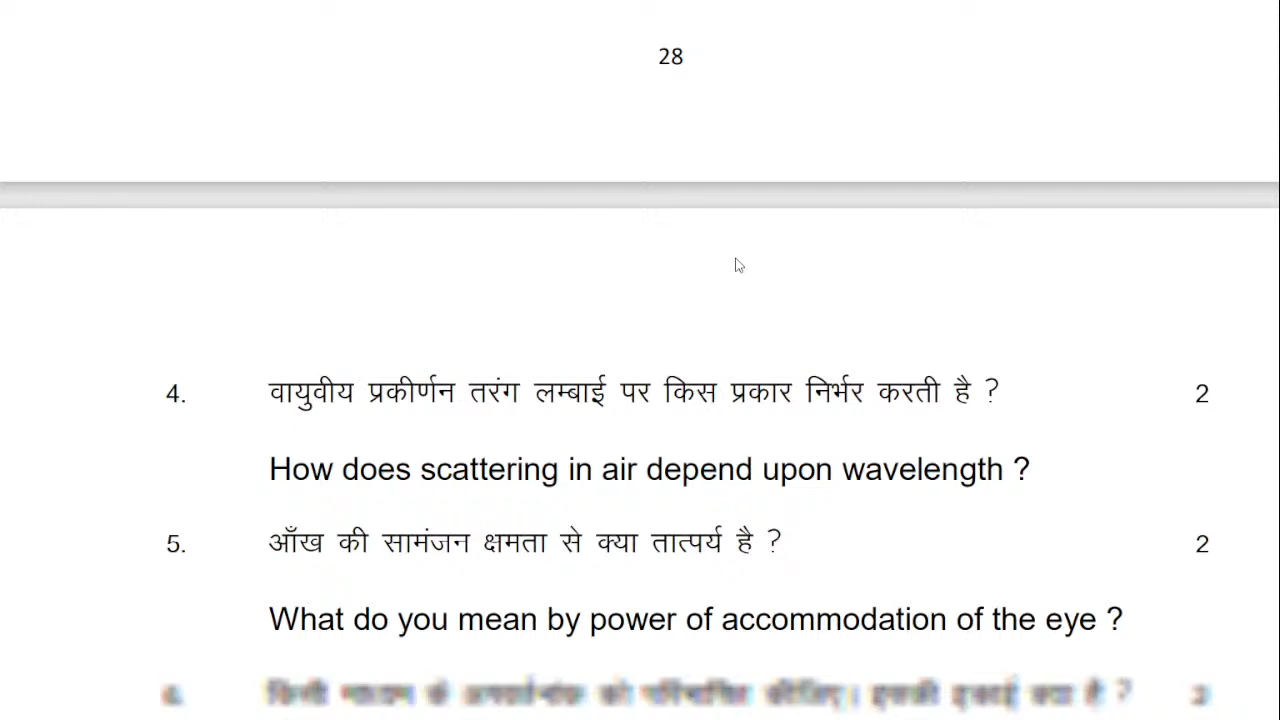 28
4. वायुवीय प्रकीर्णन तरंग लम्बाई पर किस प्रकार निर्भर करती है ? 2
How does scattering in air depend upon wavelength ?
5. आँख की सामंजन क्षमता से क्या तात्पर्य है ? 2
What do you mean by power of accommodation of the eye ?